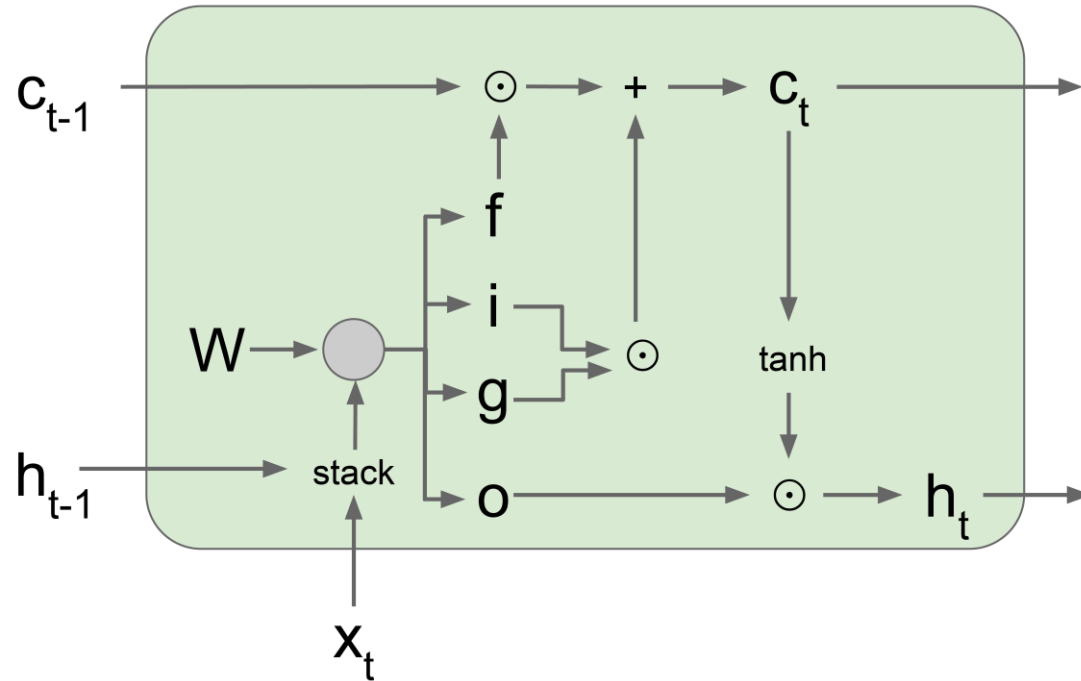 c_{t-1} ⊙ + c_t
f
i
W ⊙ tanh
g
h_{t-1} stack
o ⊙ h_t
x_t